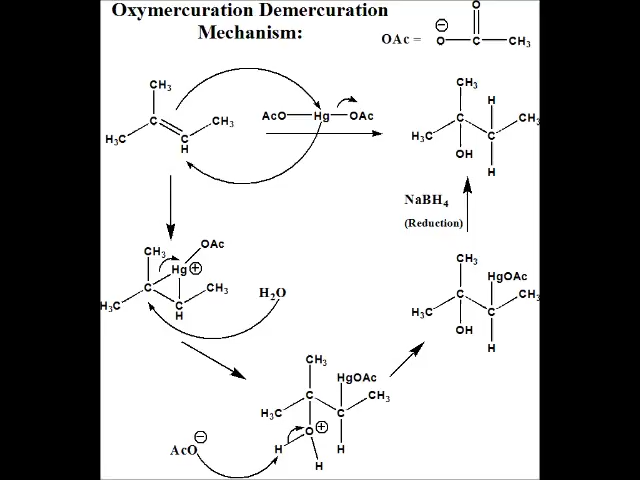 Oxymercuration Demercuration
Mechanism:
OAc = ⊖ O C O CH3
CH3
H3C C C H CH3
AcO Hg OAc
CH3
H3C C C CH3
H
OH
H
NaBH4
(Reduction)
OAc
CH3 Hg⊕
H3C C C CH3
H
H2O
CH3
HgOAc
H3C C C CH3
OH
H
CH3
HgOAc
H3C C C CH3
H O⊕ H
H
AcO⊖